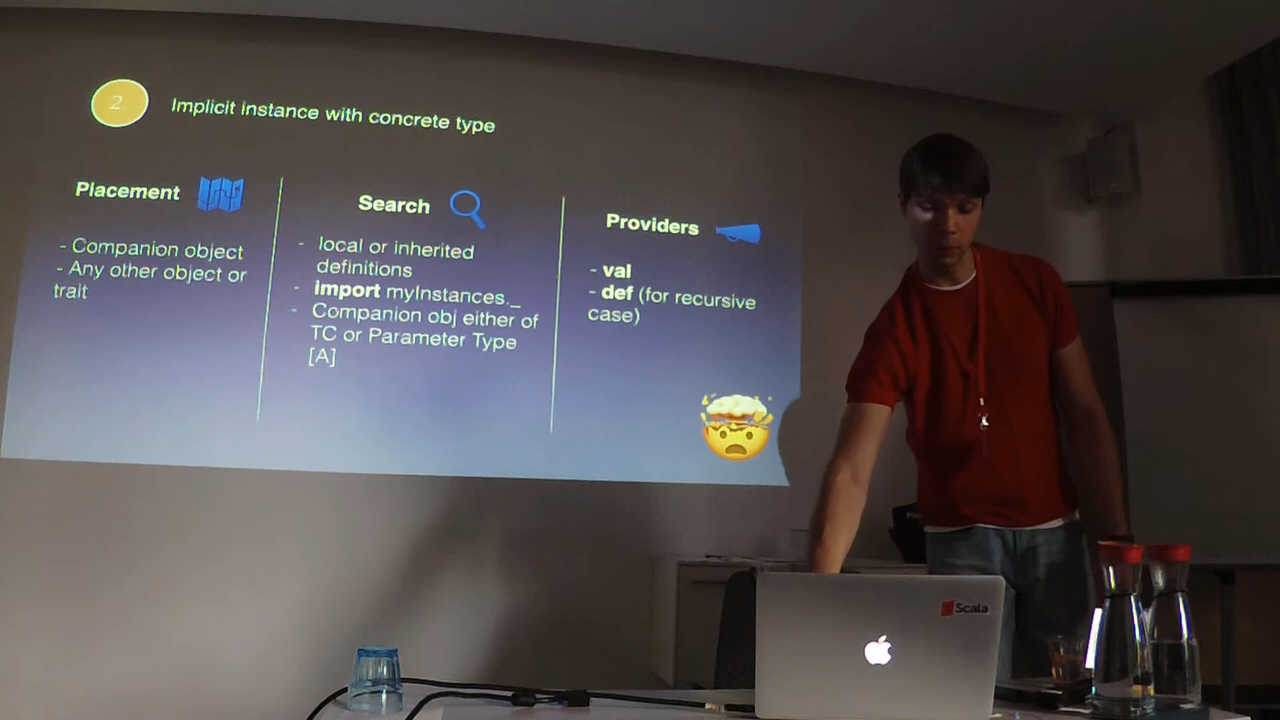 2.
Implicit instance with concrete type
Placement
- Companion object
- Any other object or
trait
Search
- local or inherited
definitions
- import myInstances._
- Companion obj either of
TC or Parameter Type
[A]
Providers
- val
- def (for recursive
case)
Scala